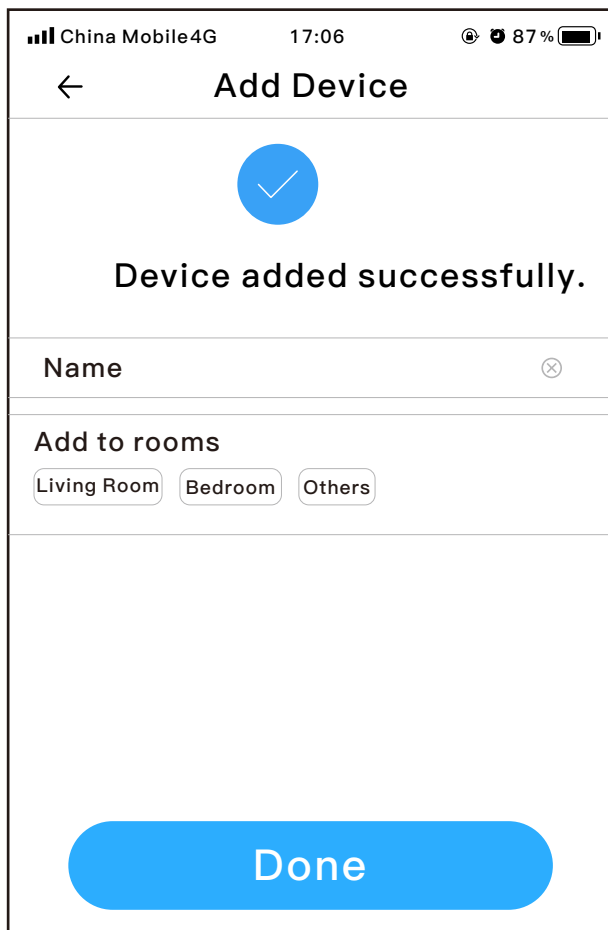 China Mobile4G 17:06 87%
Add Device
Device added successfully.
Name
Add to rooms
Living Room Bedroom Others
Done